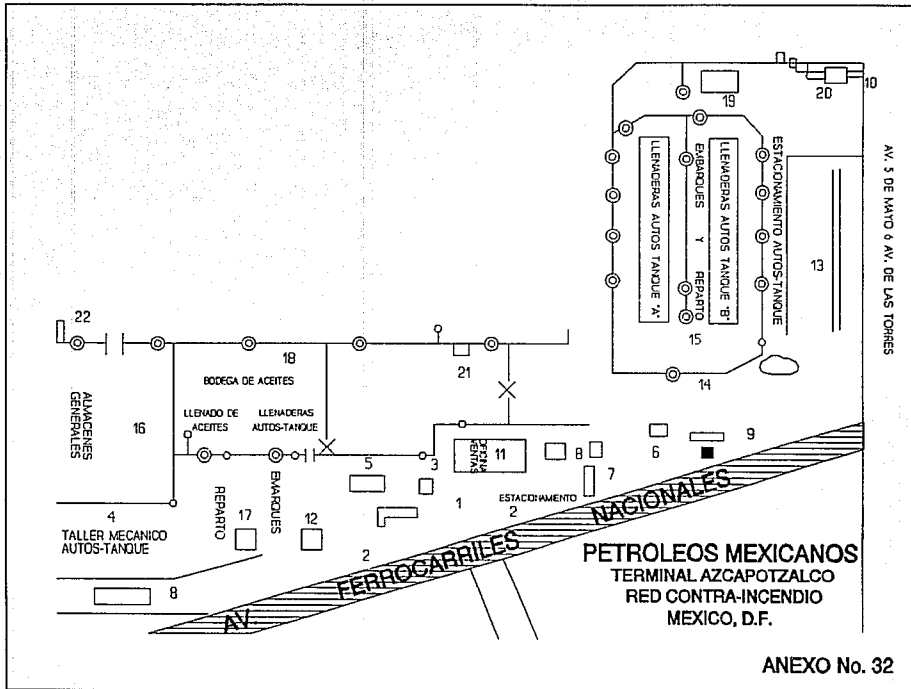 19
20
10
AV. 5 DE MAYO ó AV. DE LAS TORRES
LLENADERAS AUTOS TANQUE "A"
EMBARQUES Y REPARTO
LLENADERAS AUTOS TANQUE "B"
ESTACIONAMIENTO AUTOS-TANQUE
13
15
14
22
18
21
BODEGA DE ACEITES
ALMACENES
GENERALES
16
LLENADO DE
ACEITES
LLENADERAS
AUTOS-TANQUE
REPARTO
EMARQUES
5
3
OFICINA
VENTAS
11
8
7
6
9
4
TALLER MECANICO
AUTOS-TANQUE
17
12
1
ESTACIONAMIENTO
2
2
8
AV. FERROCARRILES NACIONALES
PETROLEOS MEXICANOS
TERMINAL AZCAPOTZALCO
RED CONTRA-INCENDIO
MEXICO, D.F.
ANEXO No. 32